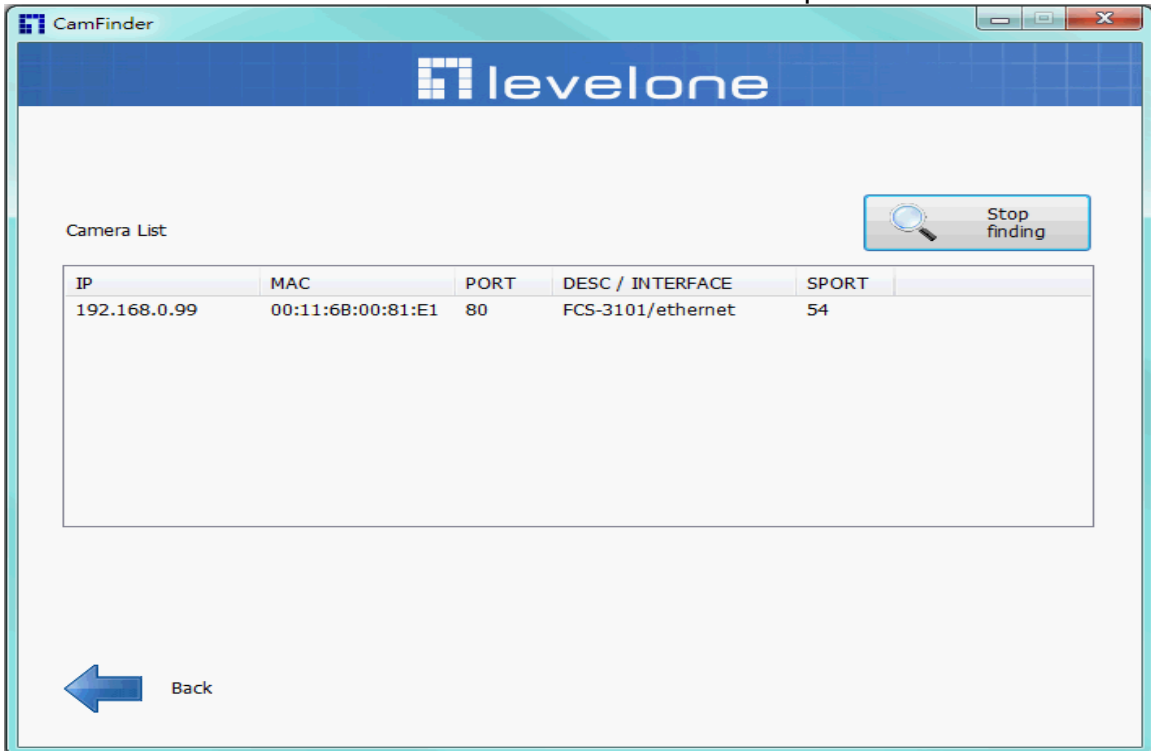 CamFinder
levelone
Stop
finding
Camera List
IP MAC PORT DESC / INTERFACE SPORT
192.168.0.99 00:11:6B:00:81:E1 80 FCS-3101/ethernet 54
Back